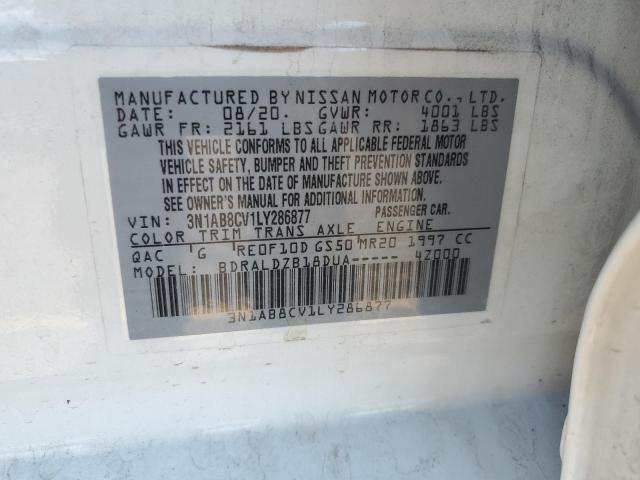 MANUFACTURED BY NISSAN MOTOR CO., LTD.
DATE: 08/20. GVWR: 4001 LBS
GAWR FR: 2161 LBS GAWR RR: 1863 LBS
THIS VEHICLE CONFORMS TO ALL APPLICABLE FEDERAL MOTOR
VEHICLE SAFETY, BUMPER AND THEFT PREVENTION STANDARDS
IN EFFECT ON THE DATE OF MANUFACTURE SHOWN ABOVE.
SEE OWNER'S MANUAL FOR ADDITIONAL INFORMATION.
VIN: 3N1AB8CV1LY286877 PASSENGER CAR.
COLOR TRIM TRANS AXLE ENGINE
QAC G RE0F10D GS50 MR20 1997 CC
MODEL: BDRALDZB18DUA----- 4Z000
3N1AB8CV1LY286877